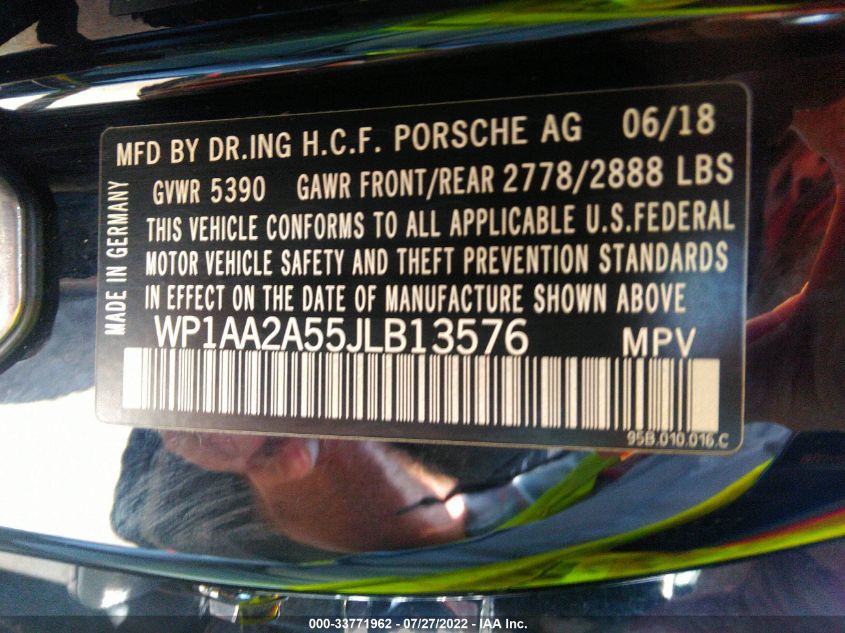 MFD BY DR.ING H.C.F. PORSCHE AG 06/18
GVWR 5390 GAWR FRONT/REAR 2778/2888 LBS
THIS VEHICLE CONFORMS TO ALL APPLICABLE U.S.FEDERAL
MOTOR VEHICLE SAFETY AND THEFT PREVENTION STANDARDS
IN EFFECT ON THE DATE OF MANUFACTURE SHOWN ABOVE
MADE IN GERMANY
WP1AA2A55JLB13576 MPV
95B.010.016.C
000-33771962 - 07/27/2022 - IAA Inc.